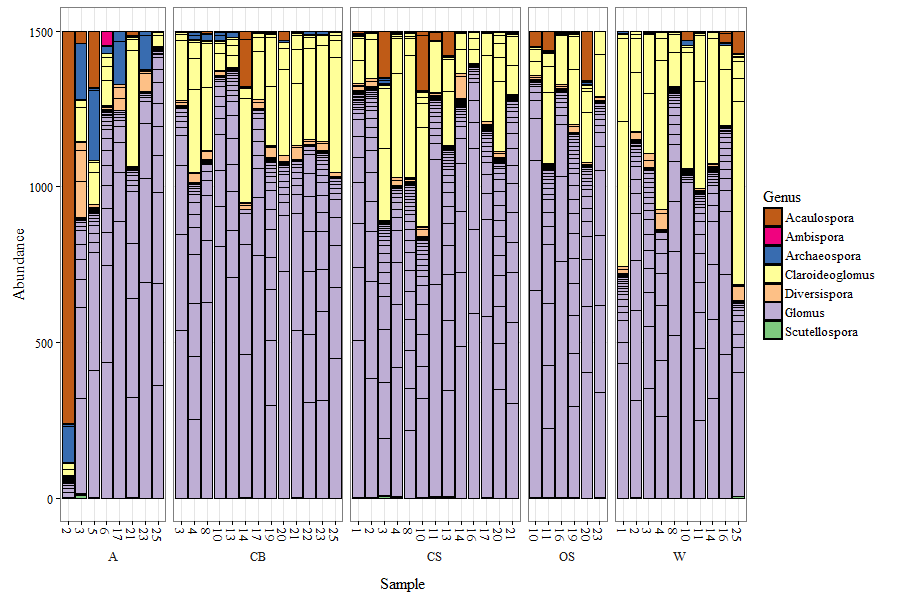 1500
1000
500
0
Abundance
2 3 5 6 17 21 23 25
3 4 8 10 13 14 17 19 20 21 22 23 25
1 2 3 4 8 10 11 13 14 16 17 20 21
10 11 16 19 20 23
1 2 3 4 8 10 11 14 16 25
A CB CS OS W
Sample
Genus
Acaulospora
Ambispora
Archaeospora
Claroideoglomus
Diversispora
Glomus
Scutellospora